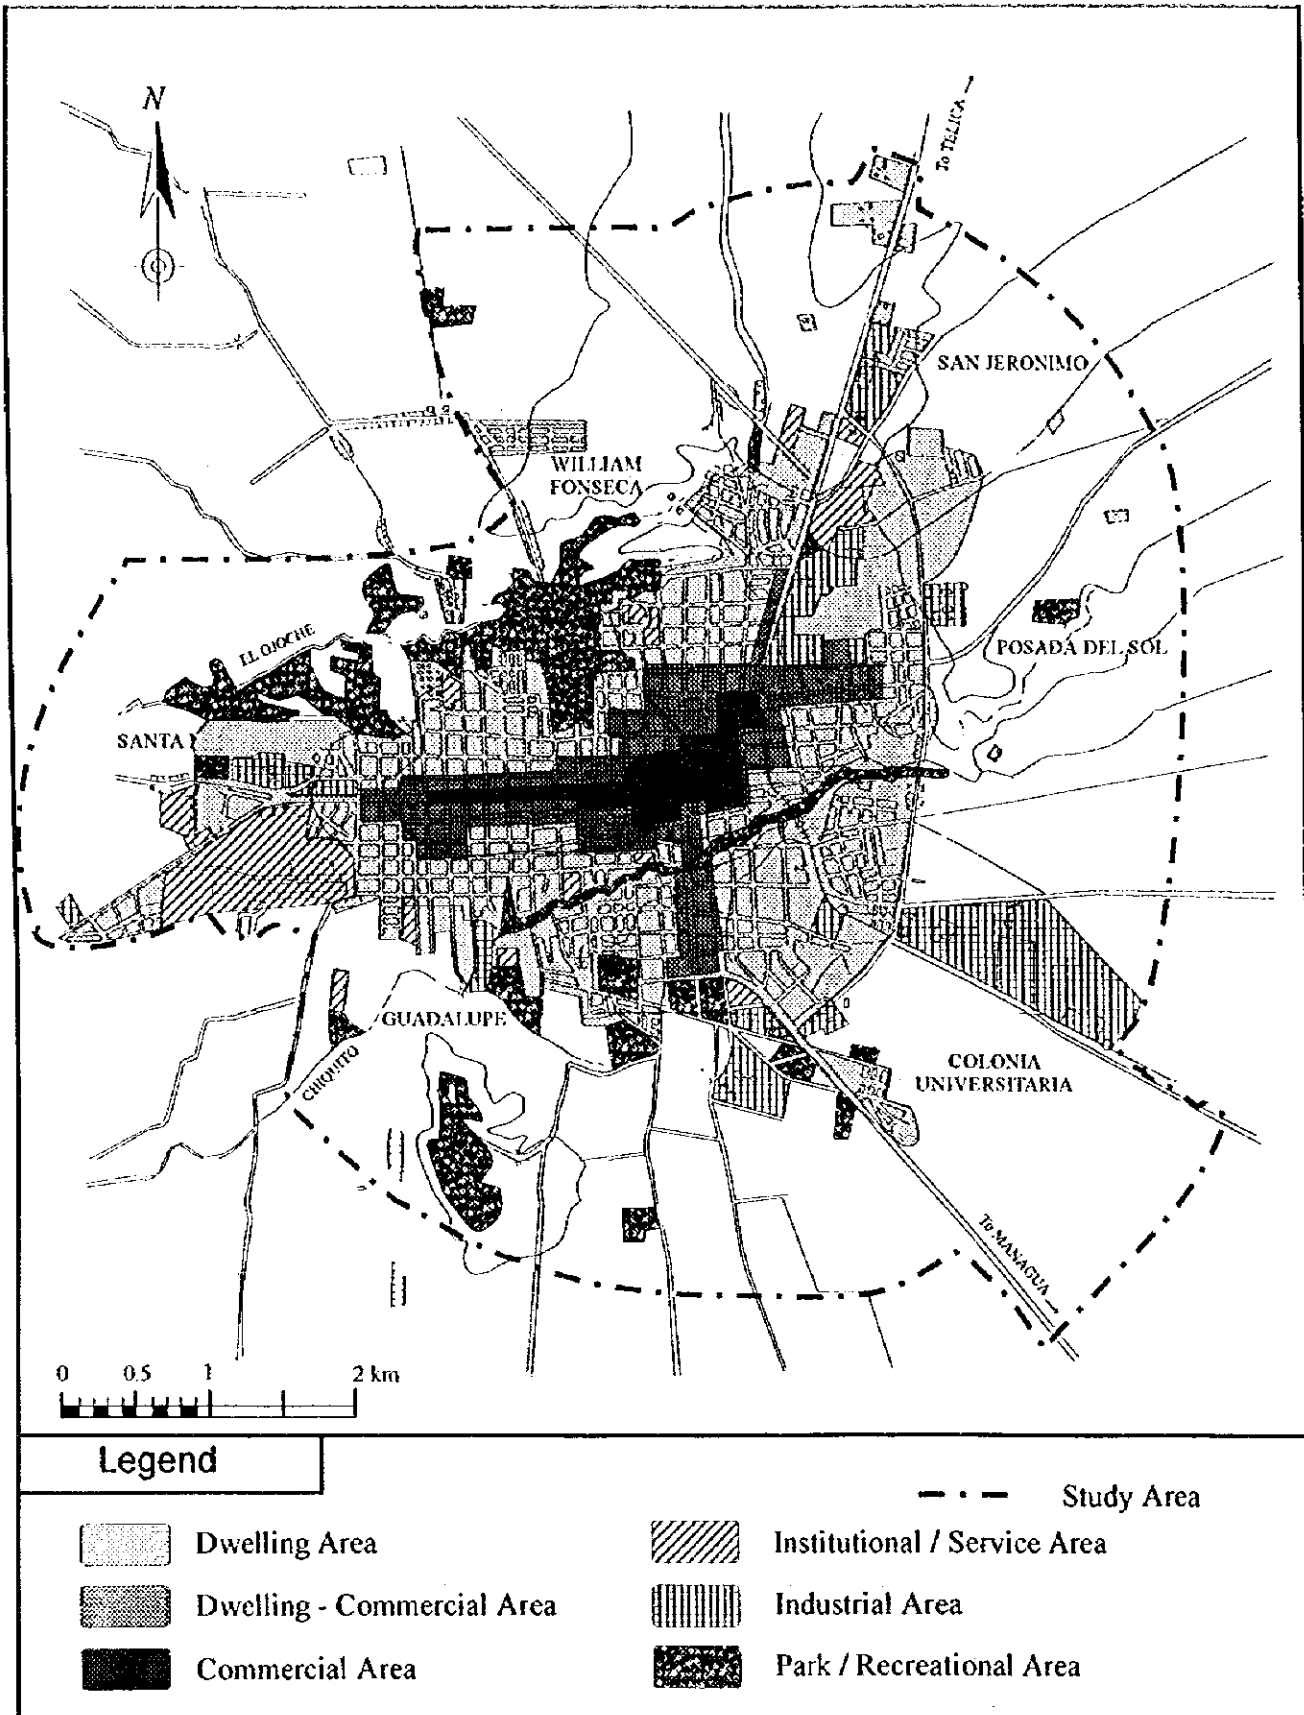 N
To TELICA
SAN JERONIMO
WILLIAM
FONSECA
EL OJOCHE
POSADA DEL SOL
SANTA
GUADALUPE
CHIQUITO
COLONIA
UNIVERSITARIA
To MANAGUA
0 0.5 1 2 km
Legend
Study Area
Dwelling Area
Institutional / Service Area
Dwelling - Commercial Area
Industrial Area
Commercial Area
Park / Recreational Area